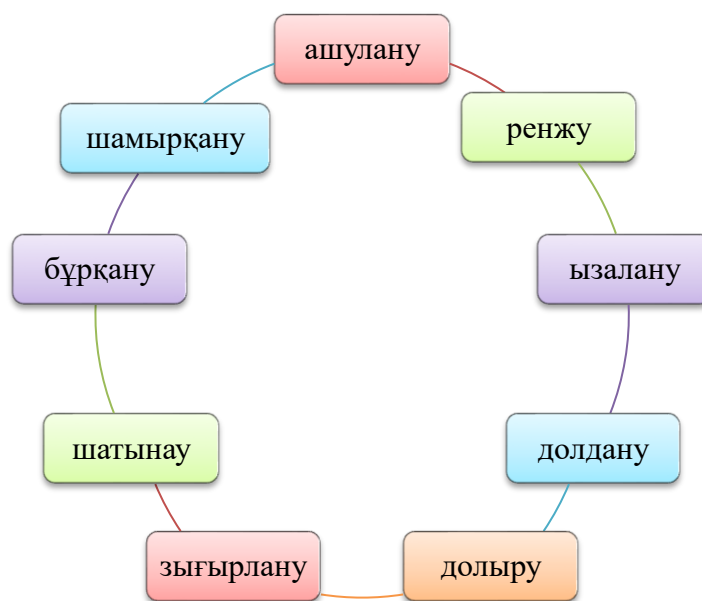 ашулану
ренжу
ызалану
долдану
долыру
зығырлану
шатынау
бұрқану
шамырқану